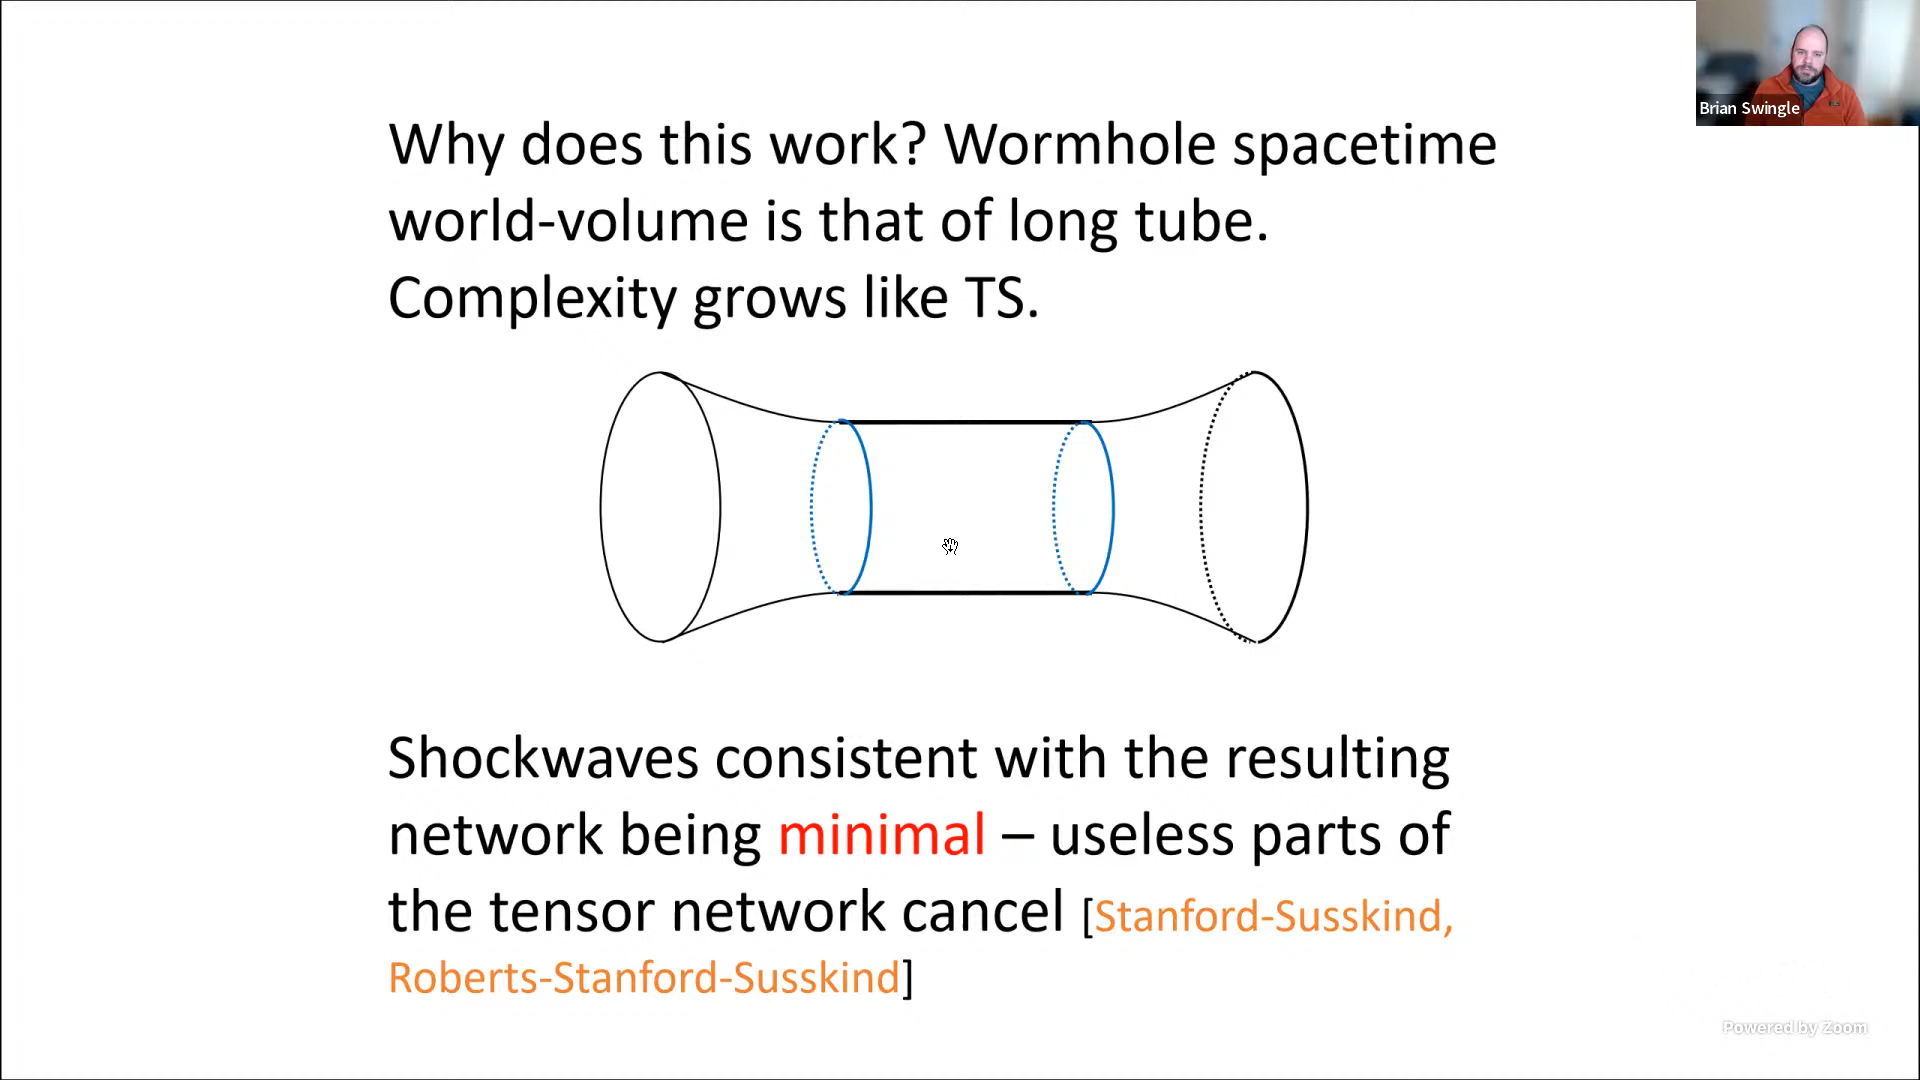 Brian Swingle
Why does this work? Wormhole spacetime
world-volume is that of long tube.
Complexity grows like TS.
Shockwaves consistent with the resulting
network being minimal – useless parts of
the tensor network cancel [Stanford-Susskind,
Roberts-Stanford-Susskind]
Powered by Zoom